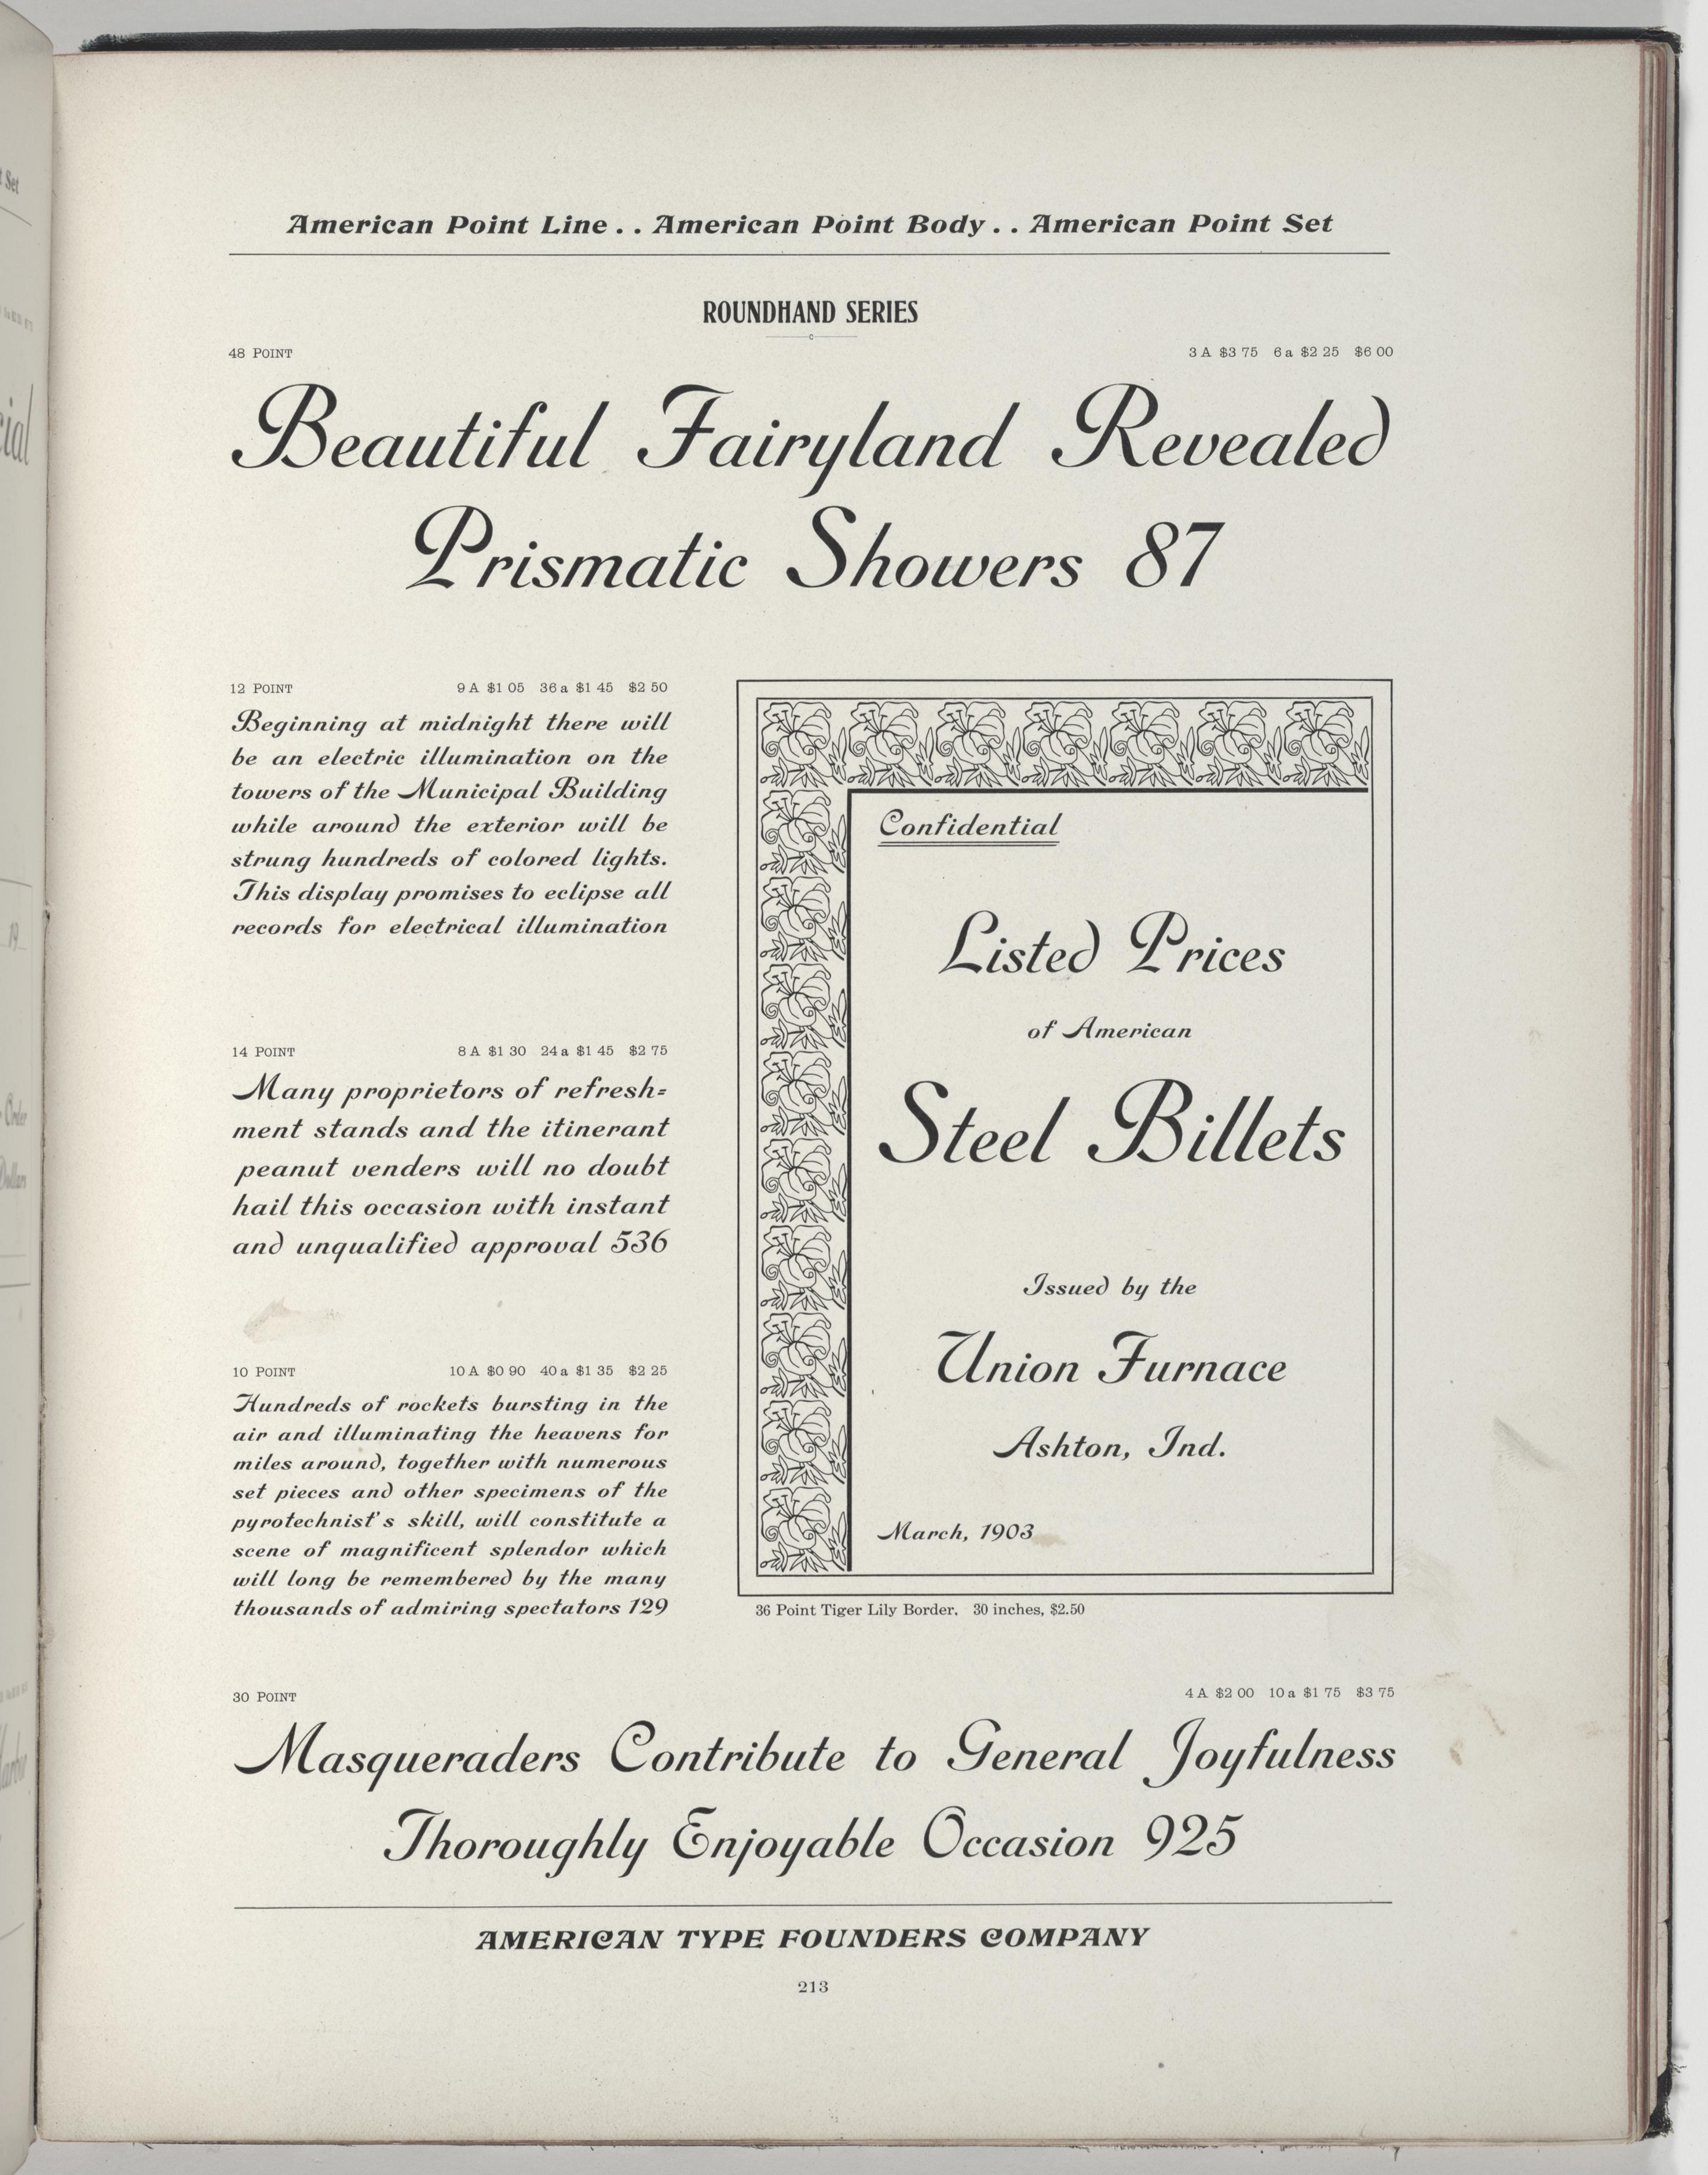 American Point Line . . American Point Body . . American Point Set
ROUNDHAND SERIES
48 POINT 3 A $3 75 6 a $2 25 $6 00
Beautiful Fairyland Revealed
Prismatic Showers 87
12 POINT 9 A $1 05 36 a $1 45 $2 50
Beginning at midnight there will
be an electric illumination on the
towers of the Municipal Building
while around the exterior will be
strung hundreds of colored lights.
This display promises to eclipse all
records for electrical illumination
14 POINT 8 A $1 30 24 a $1 45 $2 75
Many proprietors of refresh=
ment stands and the itinerant
peanut venders will no doubt
hail this occasion with instant
and unqualified approval 536
10 POINT 10 A $0 90 40 a $1 35 $2 25
Hundreds of rockets bursting in the
air and illuminating the heavens for
miles around, together with numerous
set pieces and other specimens of the
pyrotechnist's skill, will constitute a
scene of magnificent splendor which
will long be remembered by the many
thousands of admiring spectators 129
Confidential
Listed Prices
of American
Steel Billets
Issued by the
Union Furnace
Ashton, Ind.
March, 1903
36 Point Tiger Lily Border. 30 inches, $2.50
30 POINT 4 A $2 00 10 a $1 75 $3 75
Masqueraders Contribute to General Joyfulness
Thoroughly Enjoyable Occasion 925
AMERICAN TYPE FOUNDERS COMPANY
213